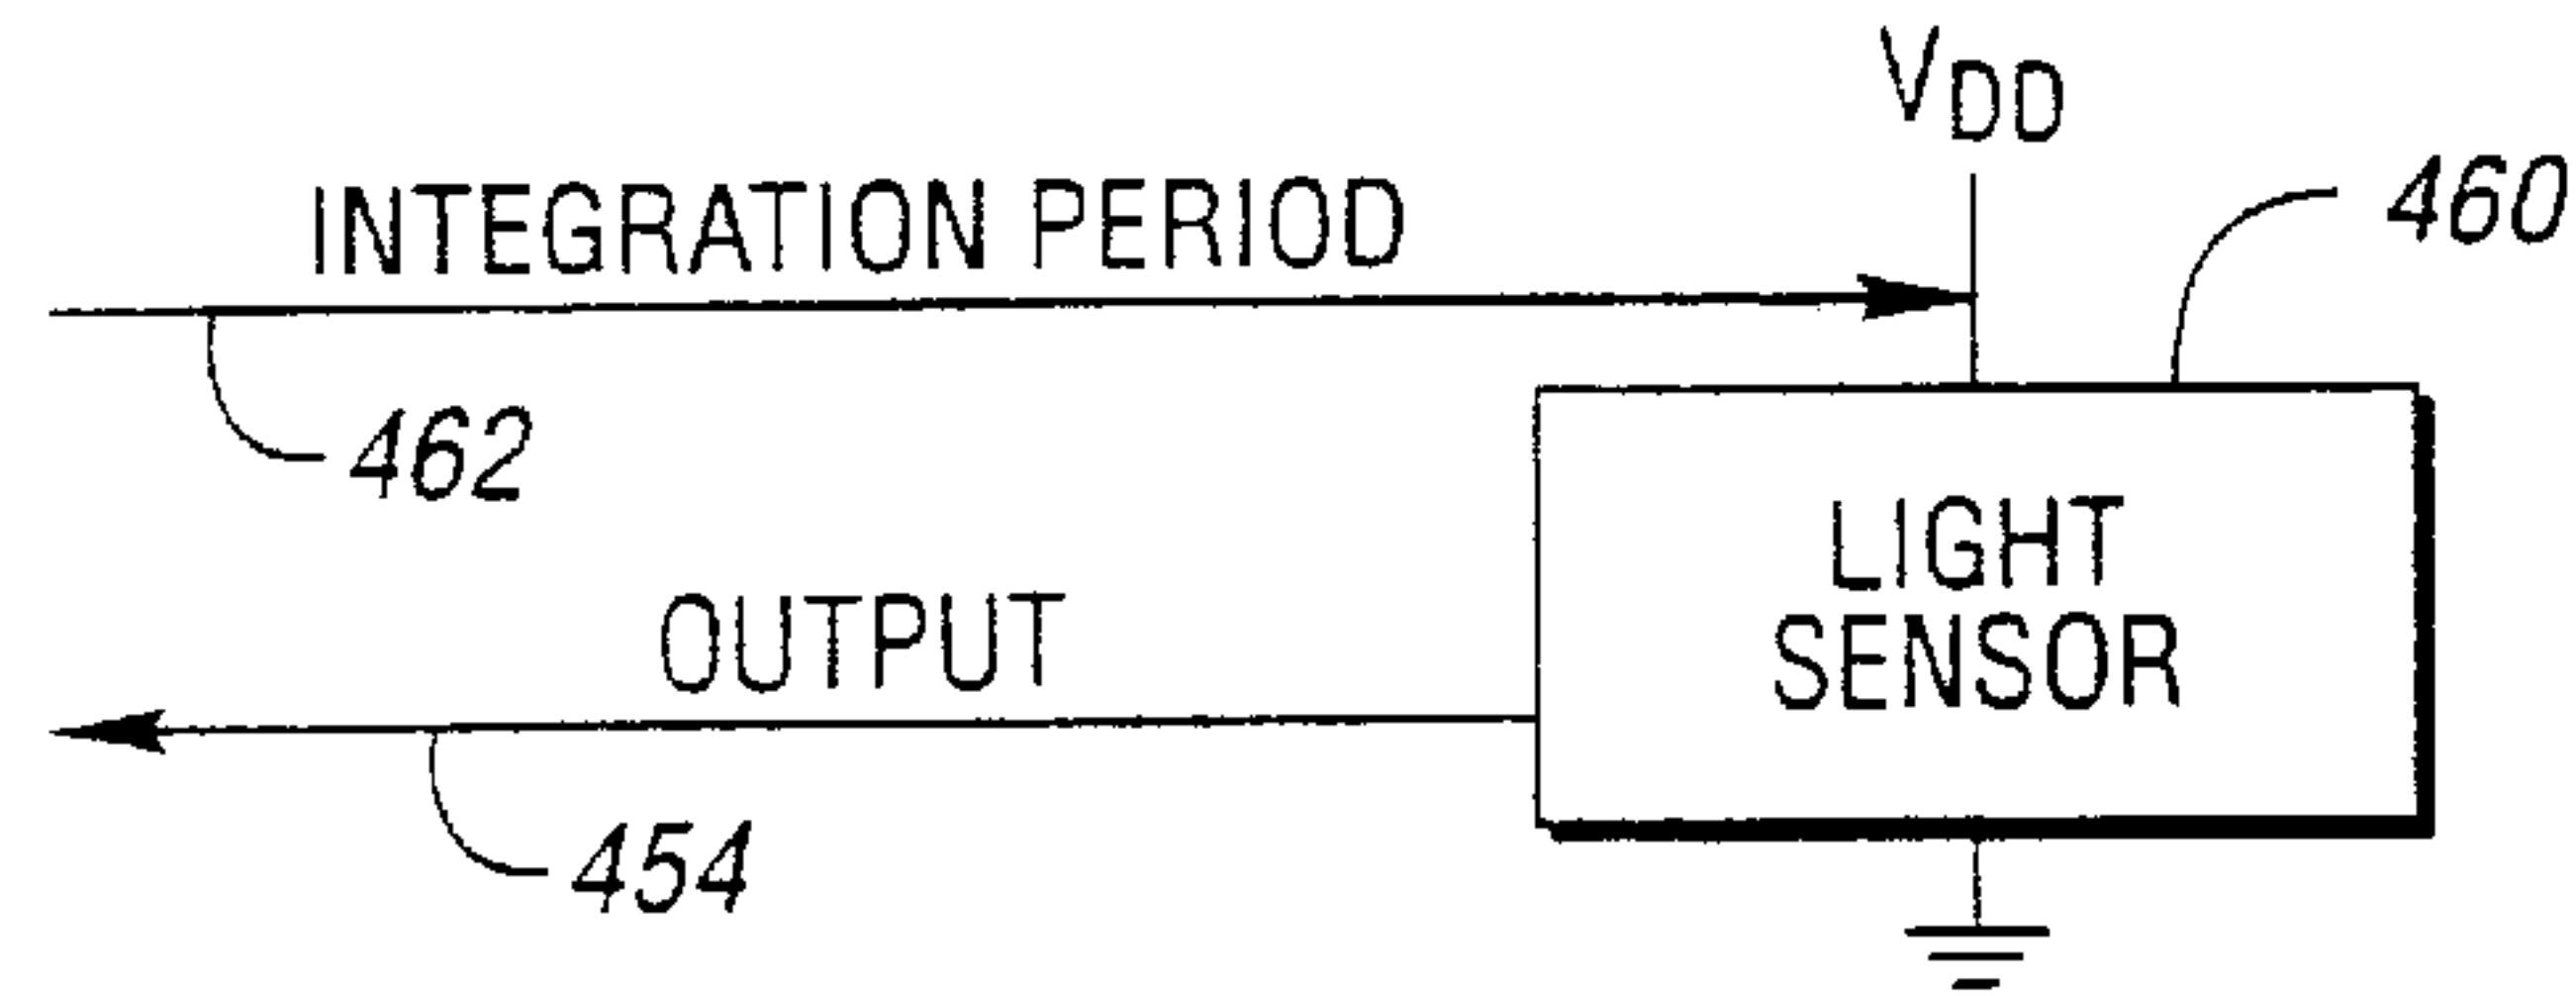 VDD
460
INTEGRATION PERIOD
462
LIGHT
SENSOR
OUTPUT
454